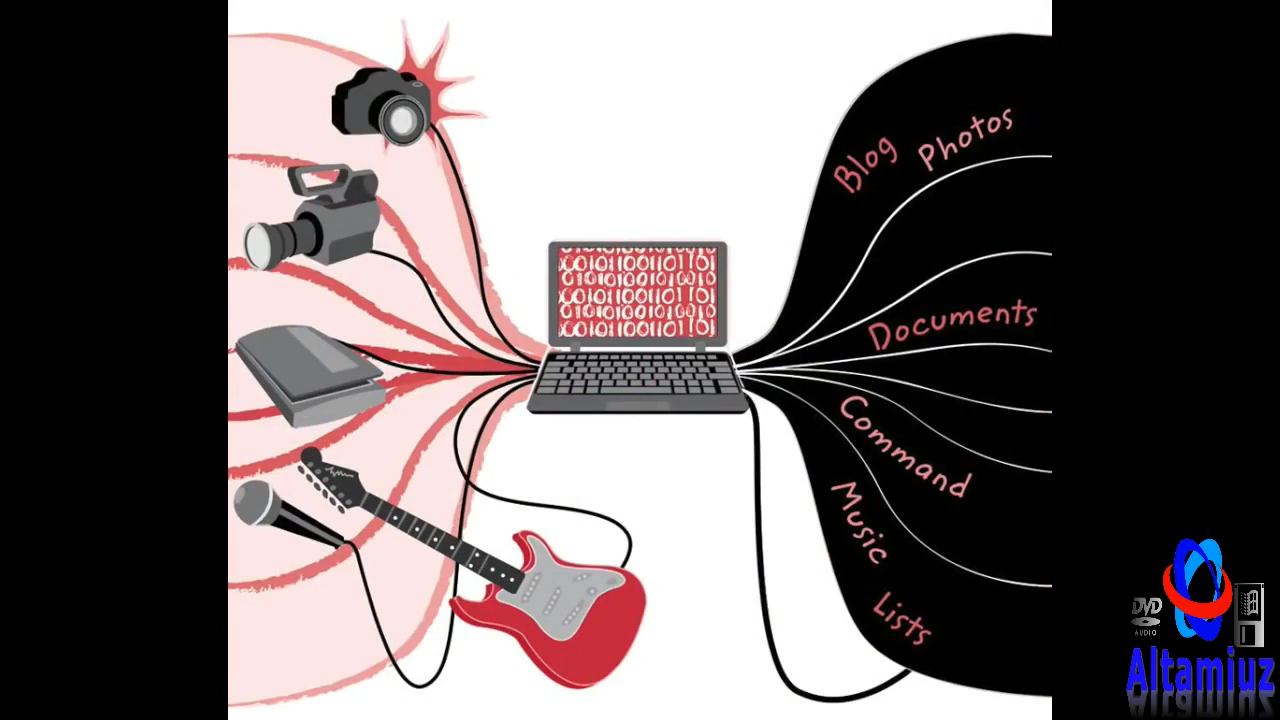 Blog
Photos
Documents
Command
Music
Lists
DVD
AUDIO
Altamiuz